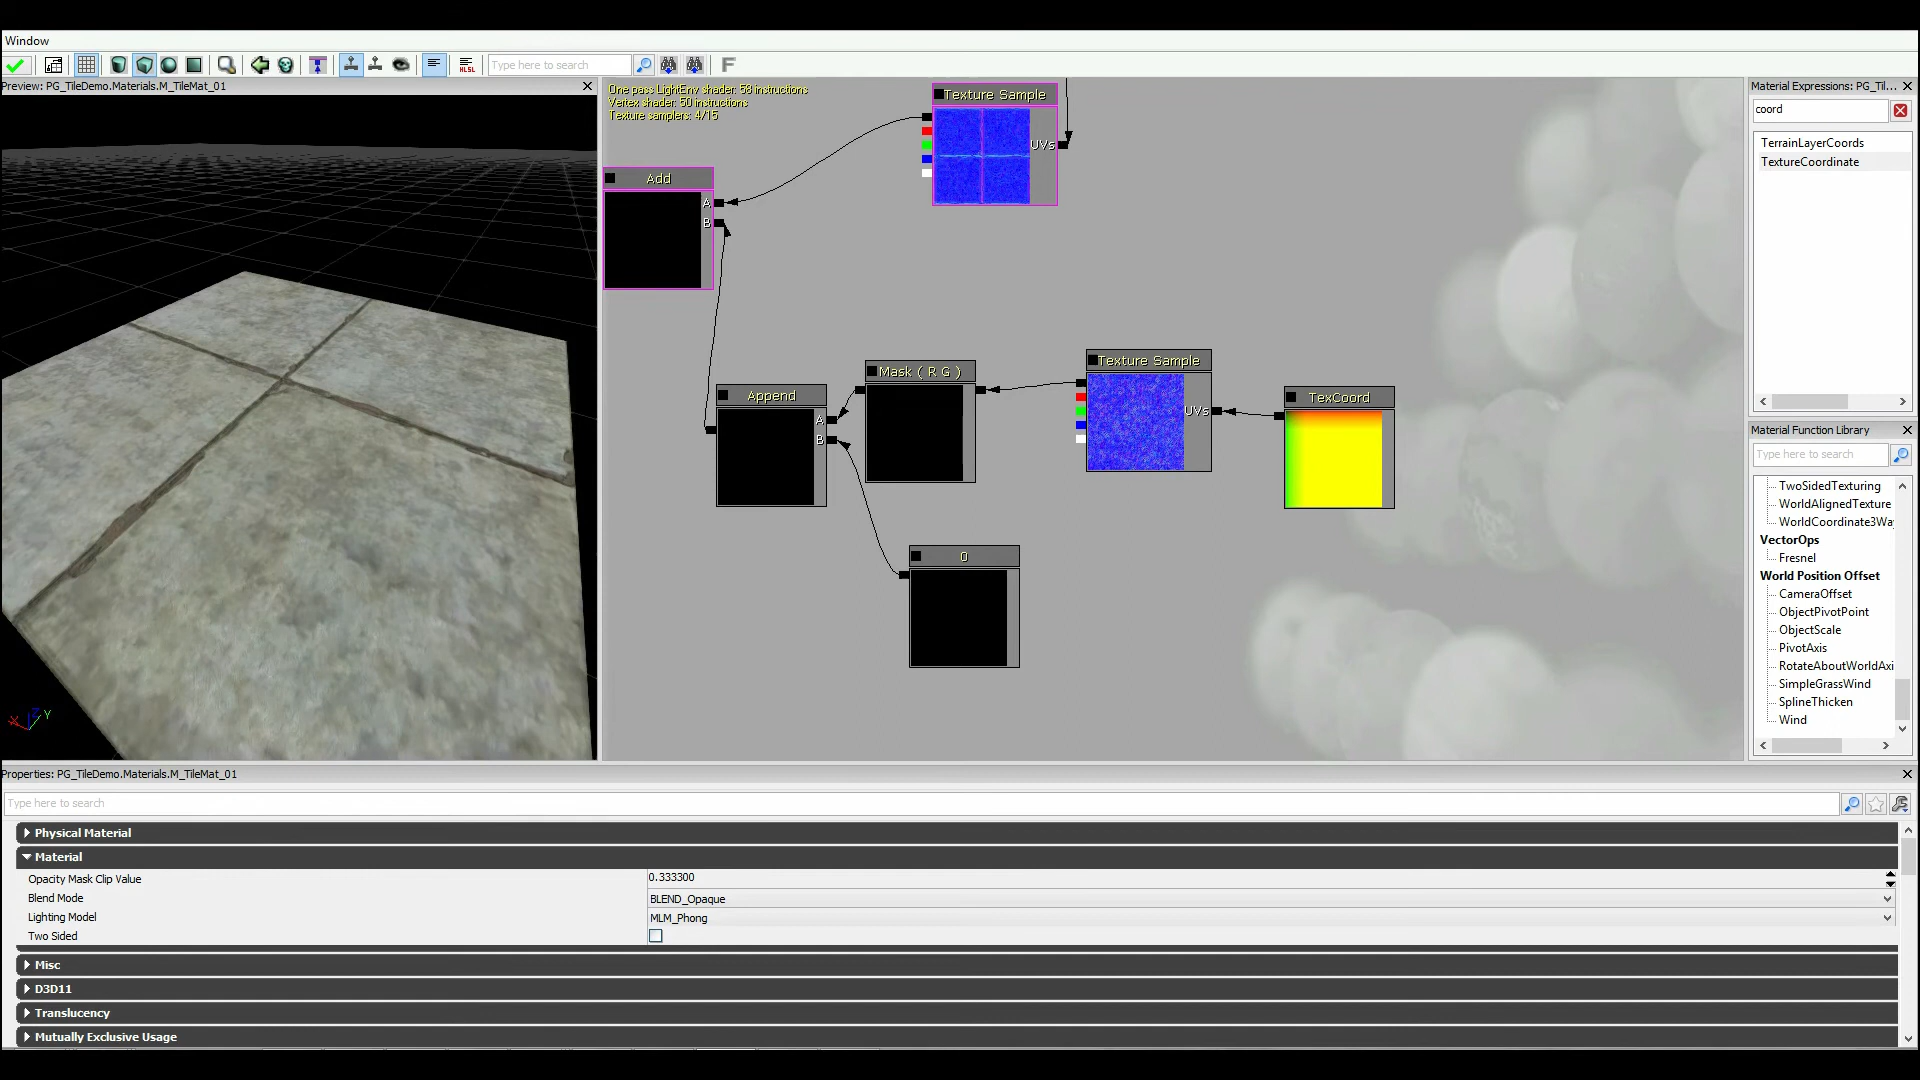 Window
HLSL
Type here to search
F
Preview: PG_TileDemo.Materials.M_TileMat_01
One pass LightEnv shader: 58 instructions
Vertex shader: 50 instructions
Texture samplers: 4/15
Texture Sample
UVs
Add
A
B
Append
A
B
Mask ( R G )
Texture Sample
UVs
TexCoord
0
X
Z
Y
Material Expressions: PG_Til...
coord
TerrainLayerCoords
TextureCoordinate
Material Function Library
Type here to search
TwoSidedTexturing
WorldAlignedTexture
WorldCoordinate3Wa
VectorOps
Fresnel
World Position Offset
CameraOffset
ObjectPivotPoint
ObjectScale
PivotAxis
RotateAboutWorldAxi
SimpleGrassWind
SplineThicken
Wind
Properties: PG_TileDemo.Materials.M_TileMat_01
Type here to search
Physical Material
Material
Opacity Mask Clip Value 0.333300
Blend Mode BLEND_Opaque
Lighting Model MLM_Phong
Two Sided
Misc
D3D11
Translucency
Mutually Exclusive Usage